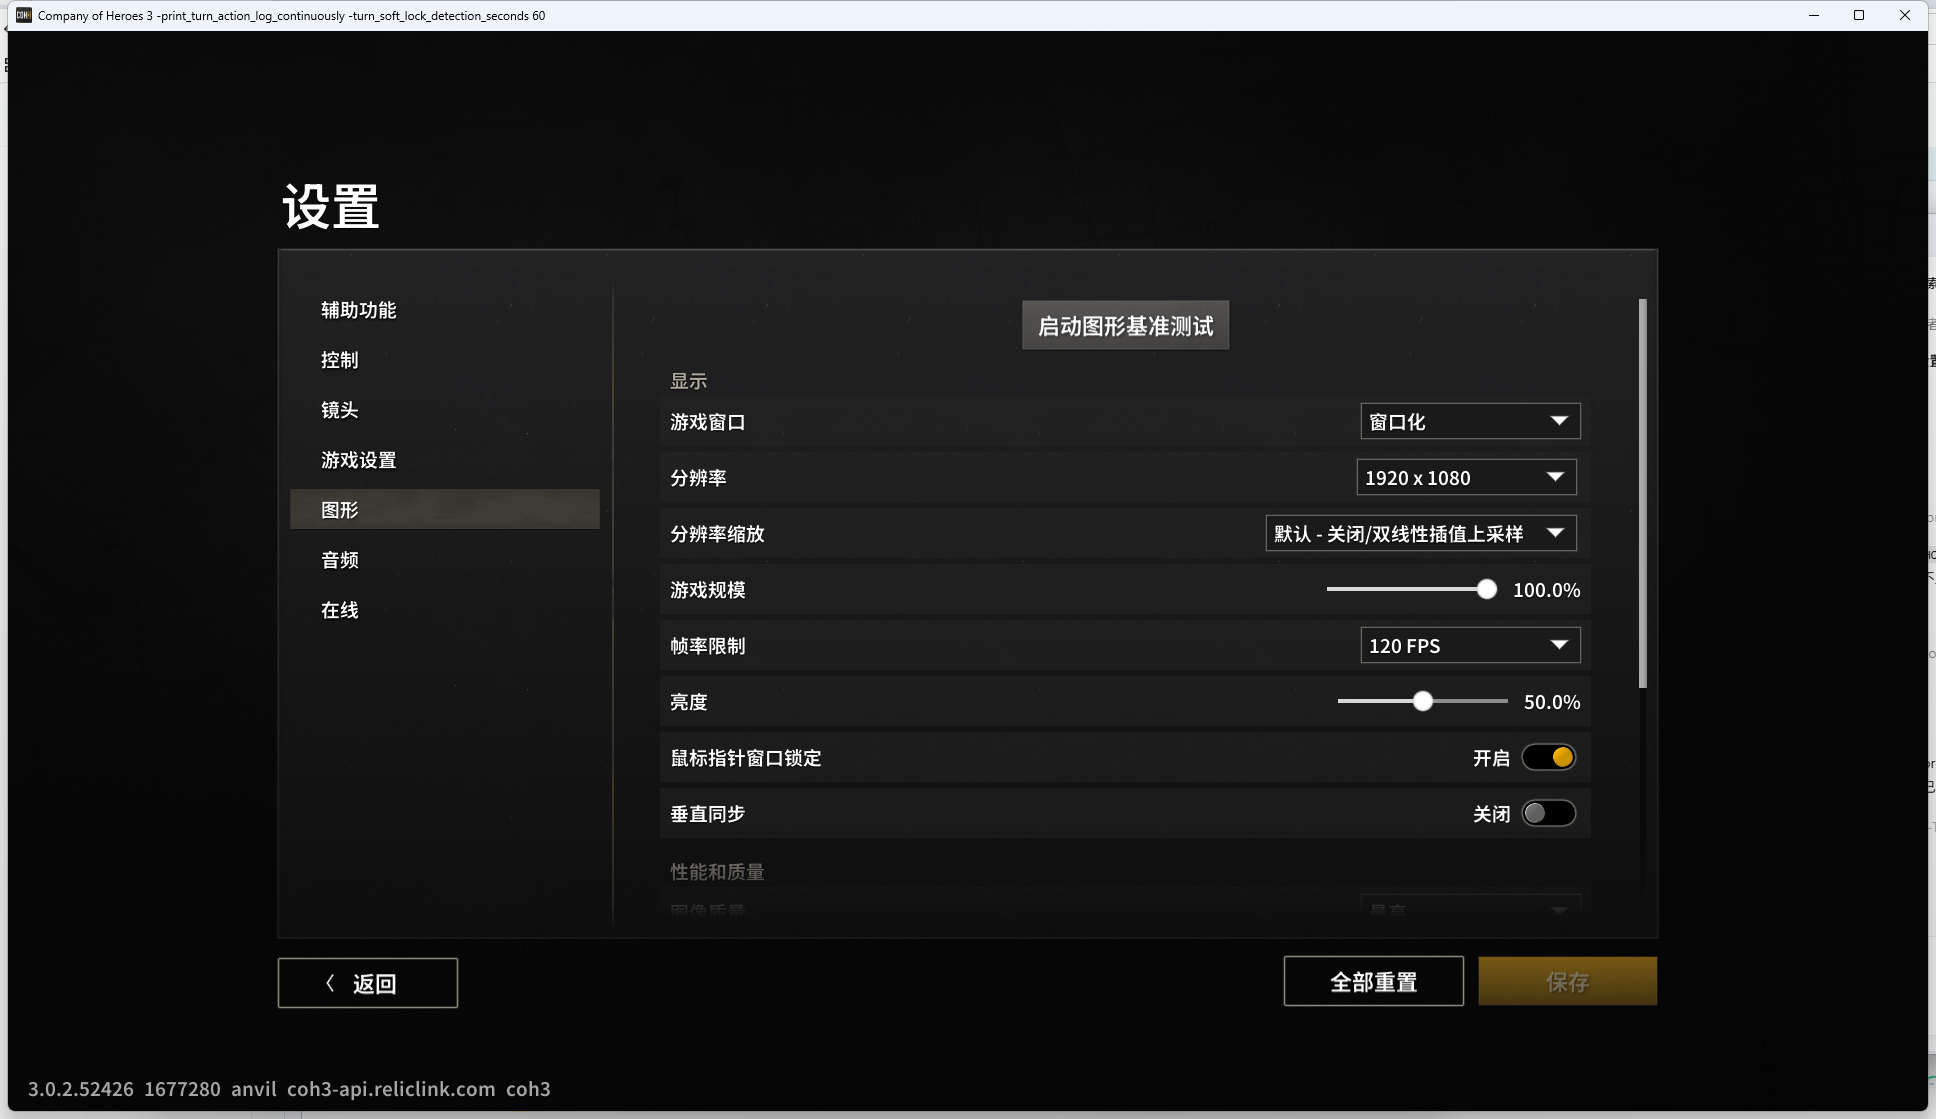 Company of Heroes 3 -print_turn_action_log_continuously -turn_soft_lock_detection_seconds 60
设置
辅助功能
控制
镜头
游戏设置
图形
音频
在线
启动图形基准测试
显示
游戏窗口 窗口化
分辨率 1920 x 1080
分辨率缩放 默认 - 关闭/双线性插值上采样
游戏规模 100.0%
帧率限制 120 FPS
亮度 50.0%
鼠标指针窗口锁定 开启
垂直同步 关闭
性能和质量
图像质量 最高
返回
全部重置
保存
3.0.2.52426 1677280 anvil coh3-api.reliclink.com coh3